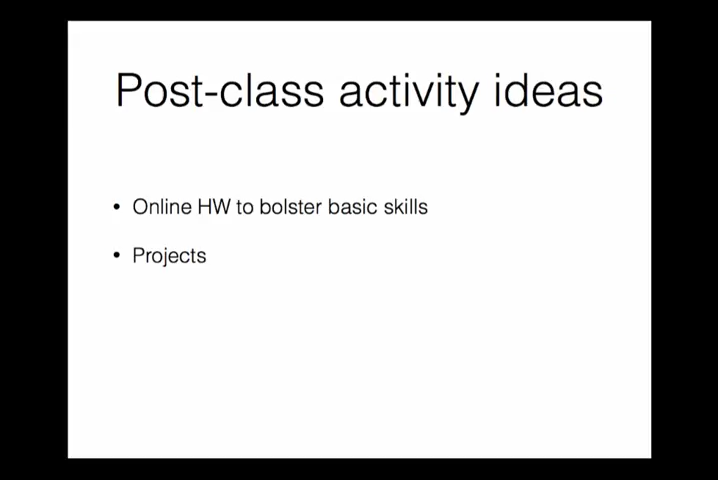 Post-class activity ideas
• Online HW to bolster basic skills
• Projects